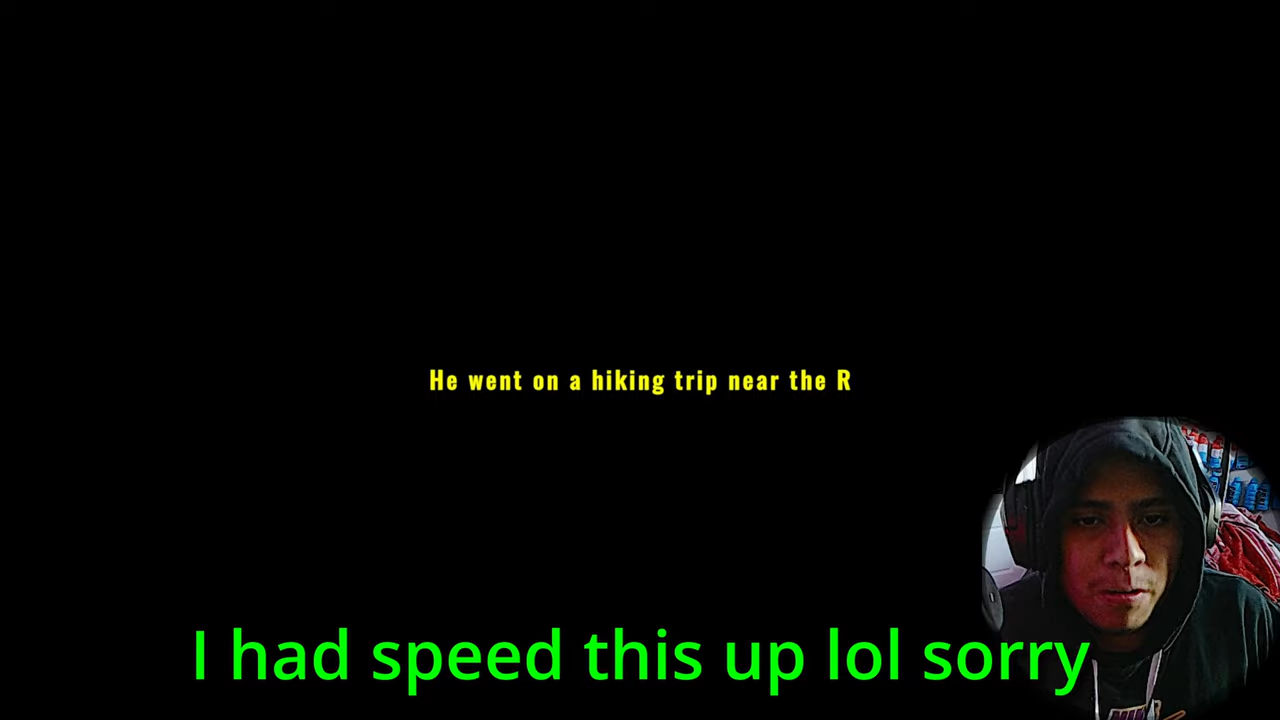 He went on a hiking trip near the R
I had speed this up lol sorry